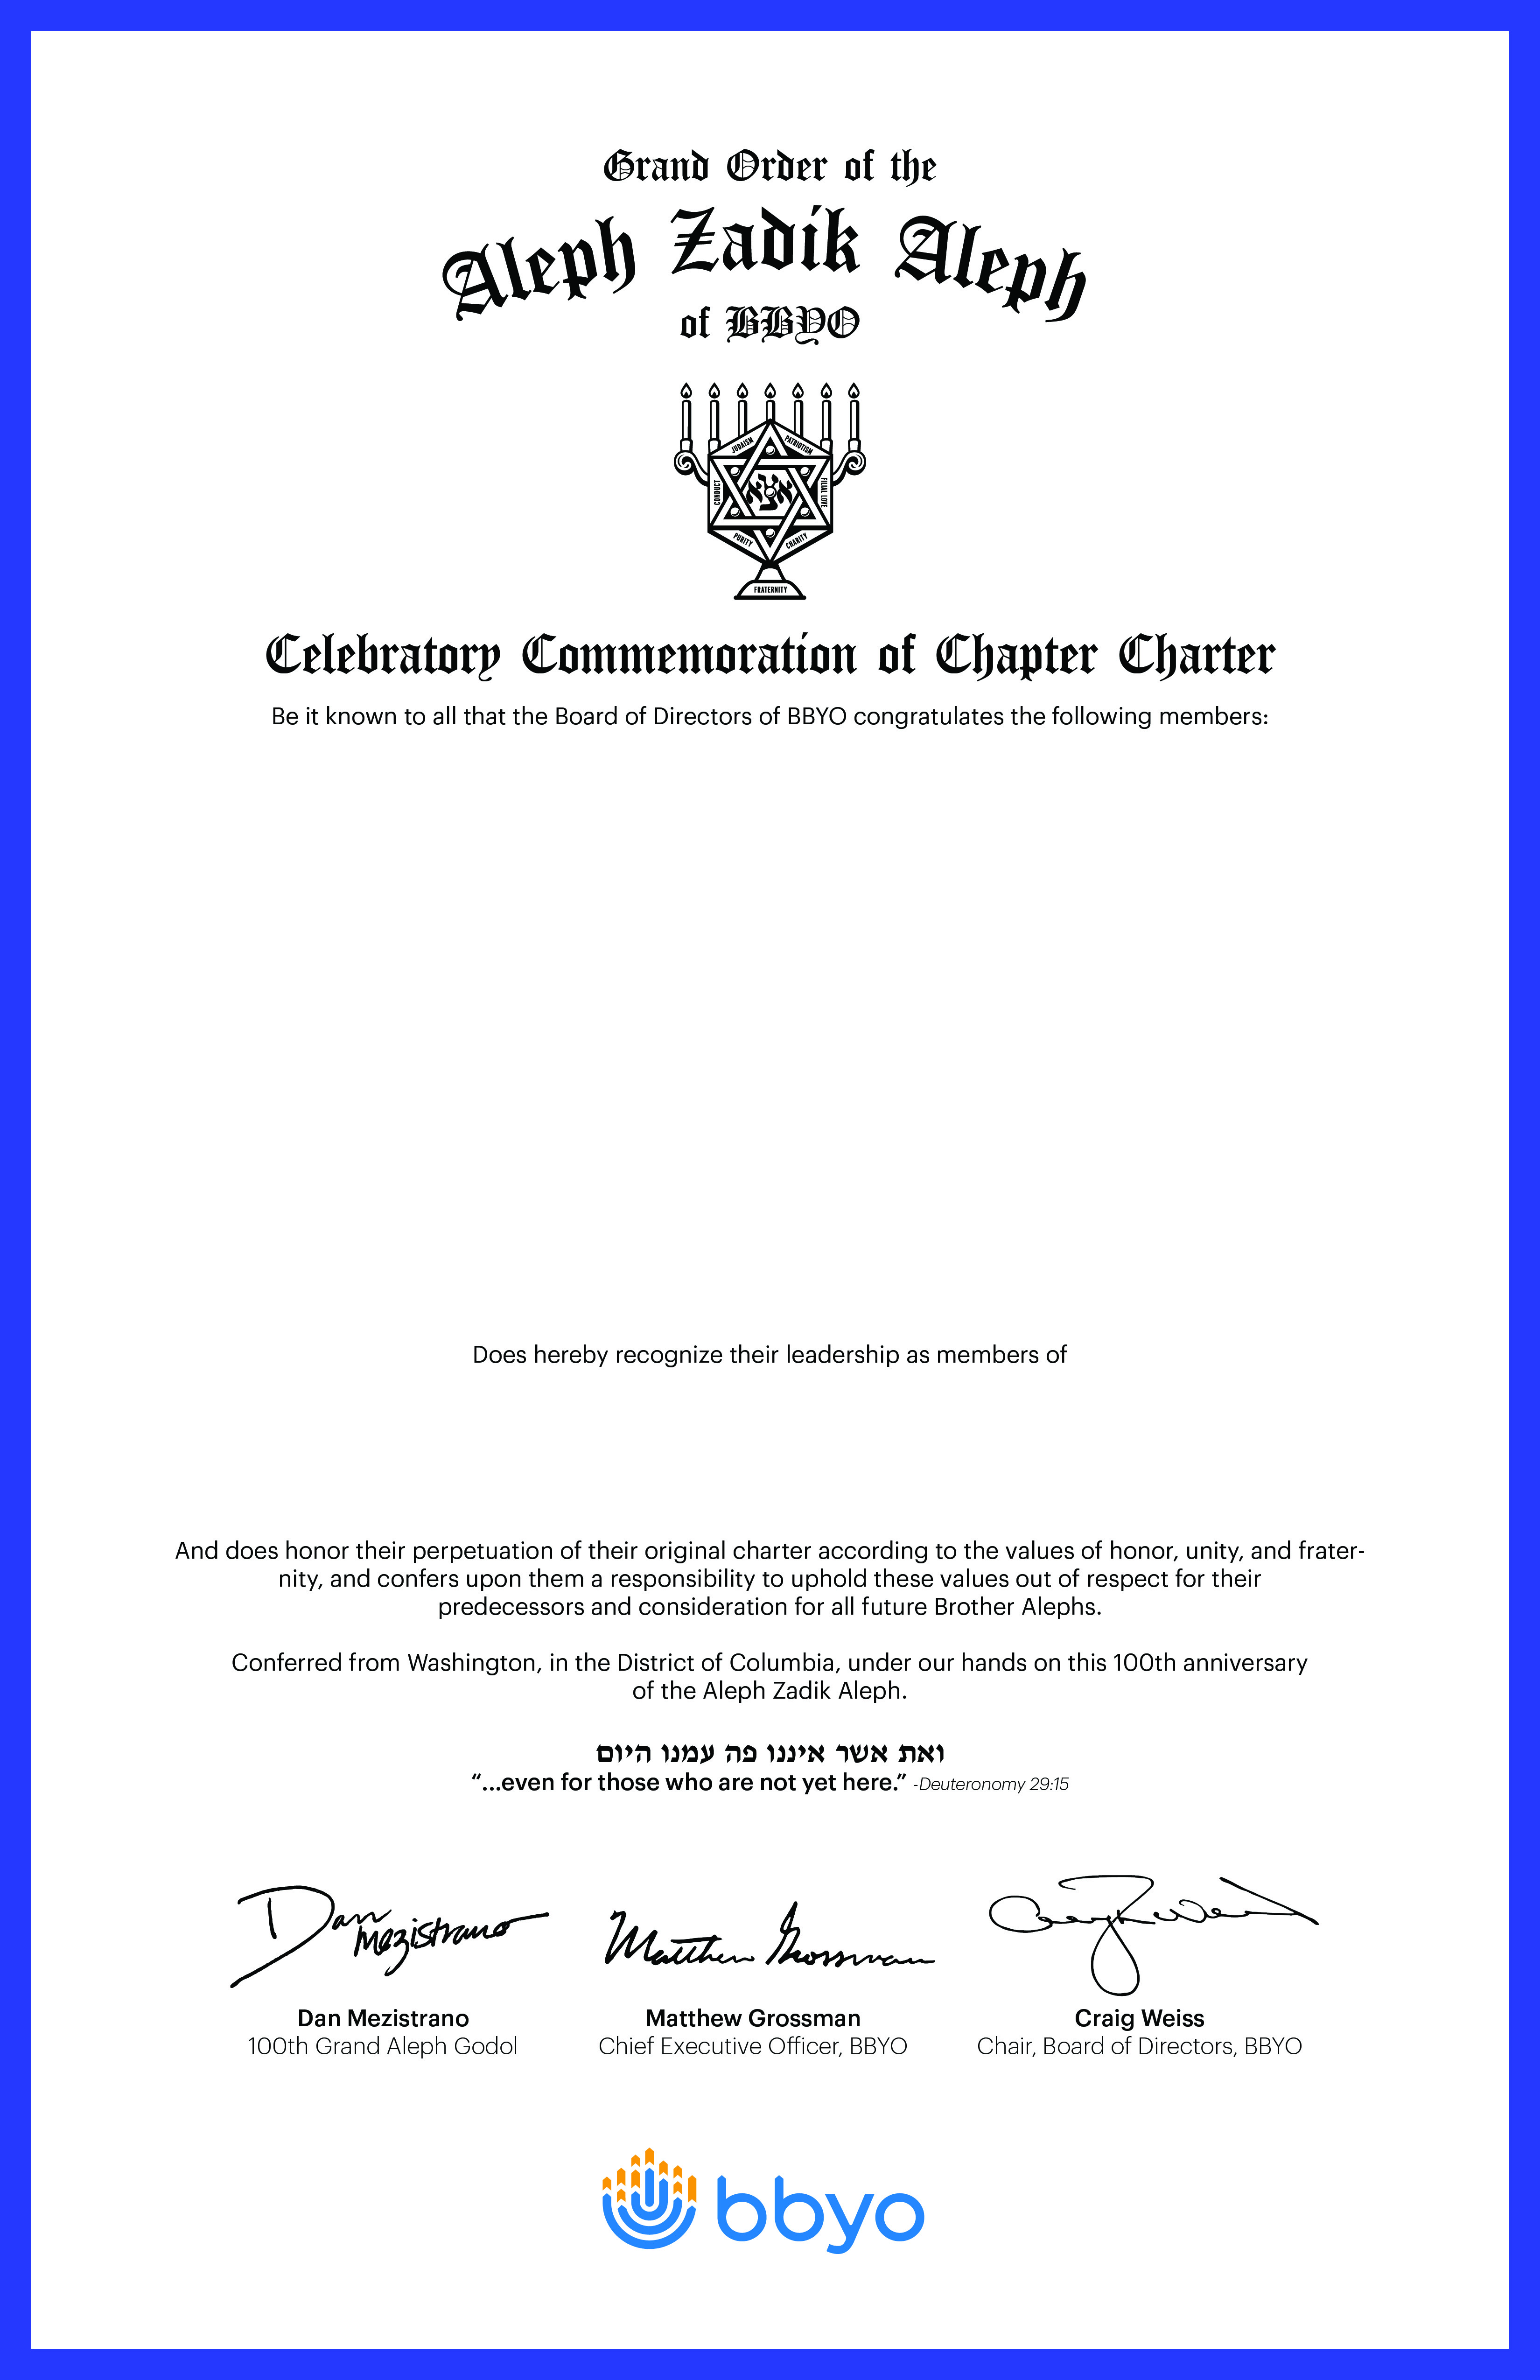 Grand Order of the
Aleph Zadik Aleph
of BBYO
JUDAISM
PATRIOTISM
CONDUCT
אצא
FILIAL LOVE
PURITY
CHARITY
FRATERNITY
Celebratory Commemoration of Chapter Charter
Be it known to all that the Board of Directors of BBYO congratulates the following members:
Does hereby recognize their leadership as members of
And does honor their perpetuation of their original charter according to the values of honor, unity, and frater-
nity, and confers upon them a responsibility to uphold these values out of respect for their
predecessors and consideration for all future Brother Alephs.
Conferred from Washington, in the District of Columbia, under our hands on this 100th anniversary
of the Aleph Zadik Aleph.
ואת אשר איננו פה עמנו היום
“...even for those who are not yet here.” -Deuteronomy 29:15
Dan Mezistrano
Matthew Grossman
Craig Weiss
Dan Mezistrano
Matthew Grossman
Craig Weiss
100th Grand Aleph Godol
Chief Executive Officer, BBYO
Chair, Board of Directors, BBYO
bbyo